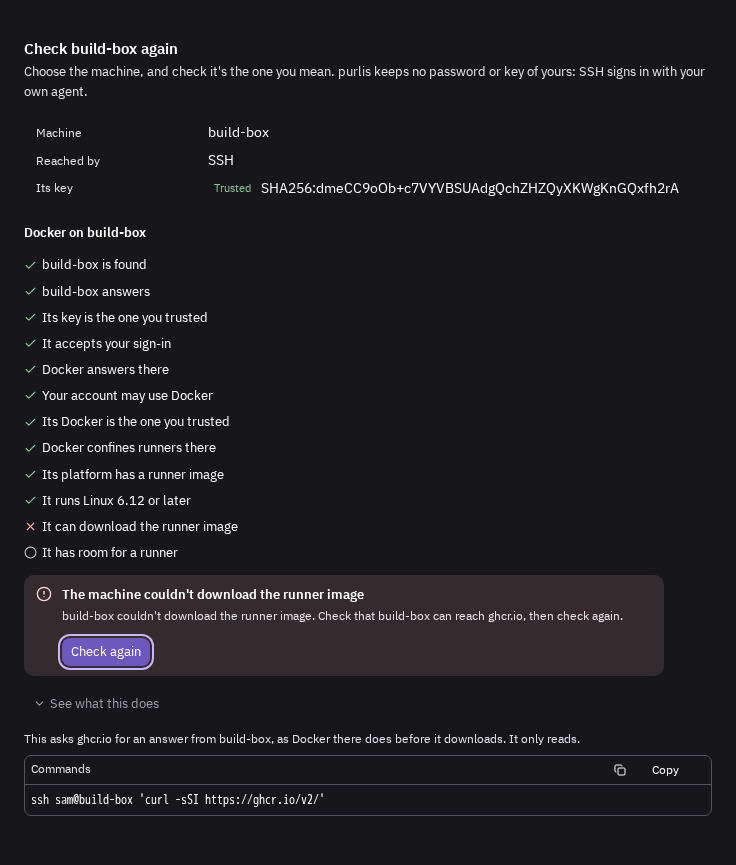 Check build-box again
Choose the machine, and check it's the one you mean. purlis keeps no password or key of yours: SSH signs in with your
own agent.
Machine build-box
Reached by SSH
Its key Trusted SHA256:dmeCC9oOb+c7VYVBSUAdgQchZHZQyXKWgKnGQxfh2rA
Docker on build-box
build-box is found
build-box answers
Its key is the one you trusted
It accepts your sign-in
Docker answers there
Your account may use Docker
Its Docker is the one you trusted
Docker confines runners there
Its platform has a runner image
It runs Linux 6.12 or later
It can download the runner image
It has room for a runner
The machine couldn't download the runner image
build-box couldn't download the runner image. Check that build-box can reach ghcr.io, then check again.
Check again
See what this does
This asks ghcr.io for an answer from build-box, as Docker there does before it downloads. It only reads.
Commands Copy
ssh sam@build-box 'curl -sSI https://ghcr.io/v2/'